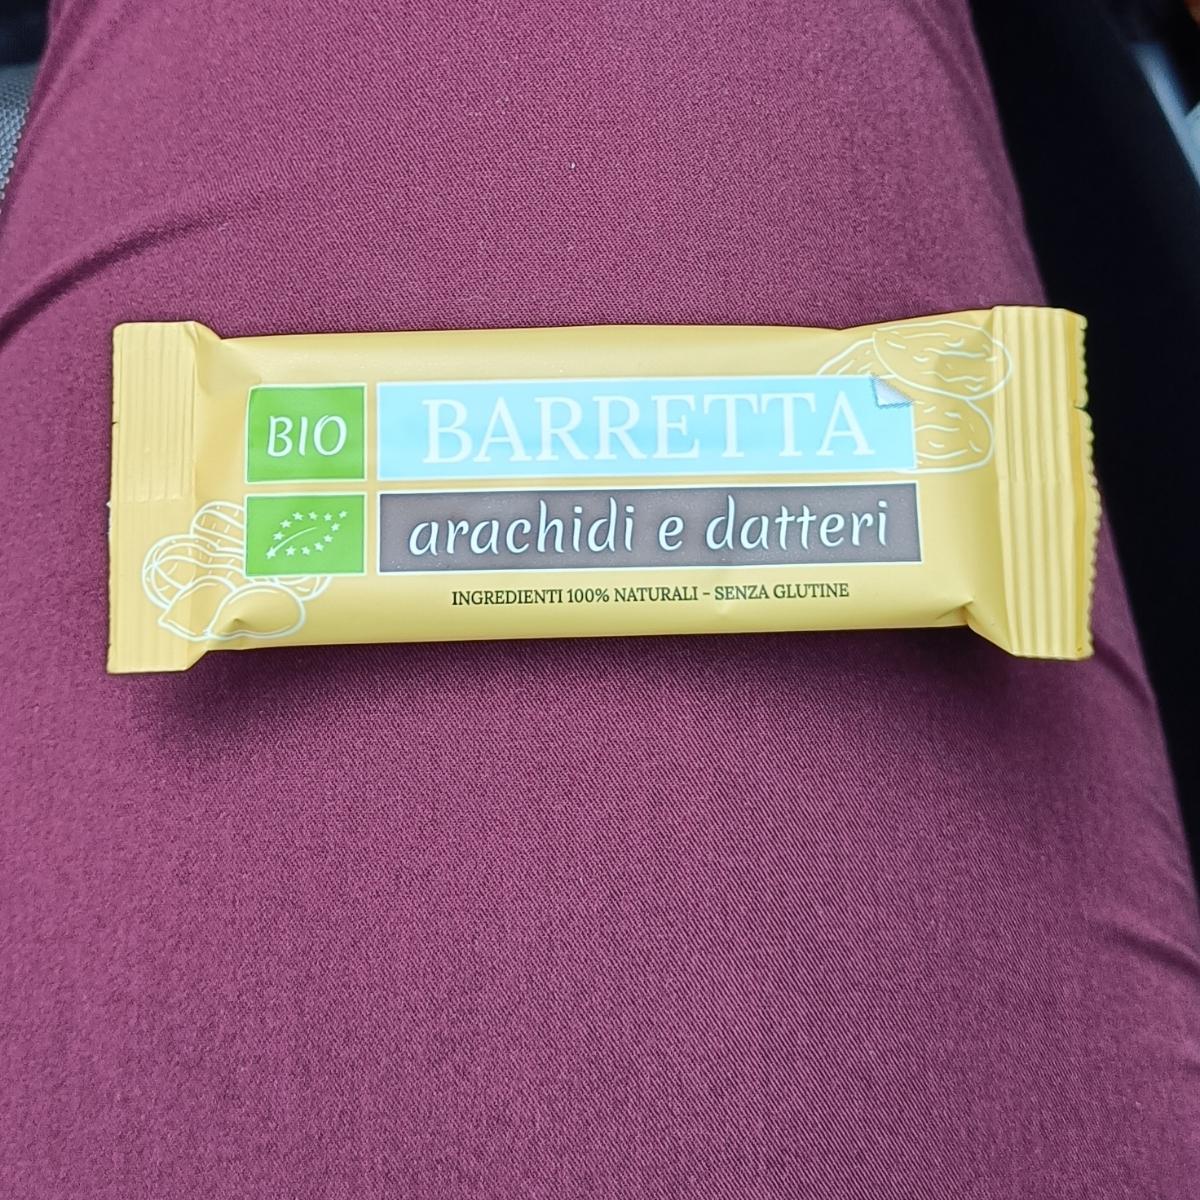 BIO
BARRETTA
arachidi e datteri
INGREDIENTI 100% NATURALI - SENZA GLUTINE